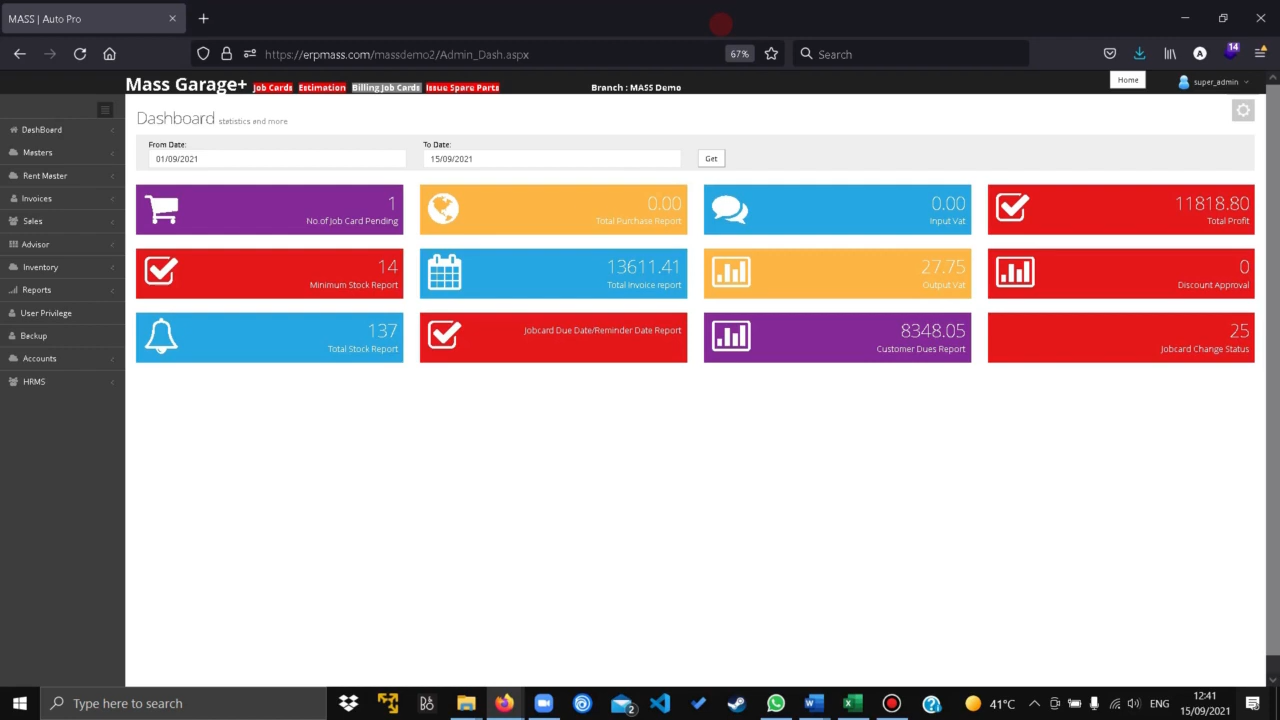 MASS | Auto Pro
https://erpmass.com/massdemo2/Admin_Dash.aspx
67%
Search
14
Mass Garage+
Job Cards
Estimation
Billing Job Cards
Issue Spare Parts
Branch : MASS Demo
Home
super_admin
DashBoard
Masters
Rent Master
Invoices
Sales
Advisor
Inventory
Reports
User Privilege
Backup
Accounts
HRMS
Dashboard statistics and more
From Date:
01/09/2021
To Date:
15/09/2021
Get
1
No.of Job Card Pending
0.00
Total Purchase Report
0.00
Input Vat
11818.80
Total Profit
14
Minimum Stock Report
13611.41
Total Invoice report
27.75
Output Vat
0
Discount Approval
137
Total Stock Report
Jobcard Due Date/Reminder Date Report
8348.05
Customer Dues Report
25
Jobcard Change Status
Type here to search
2
41°C
ENG
12:41
15/09/2021